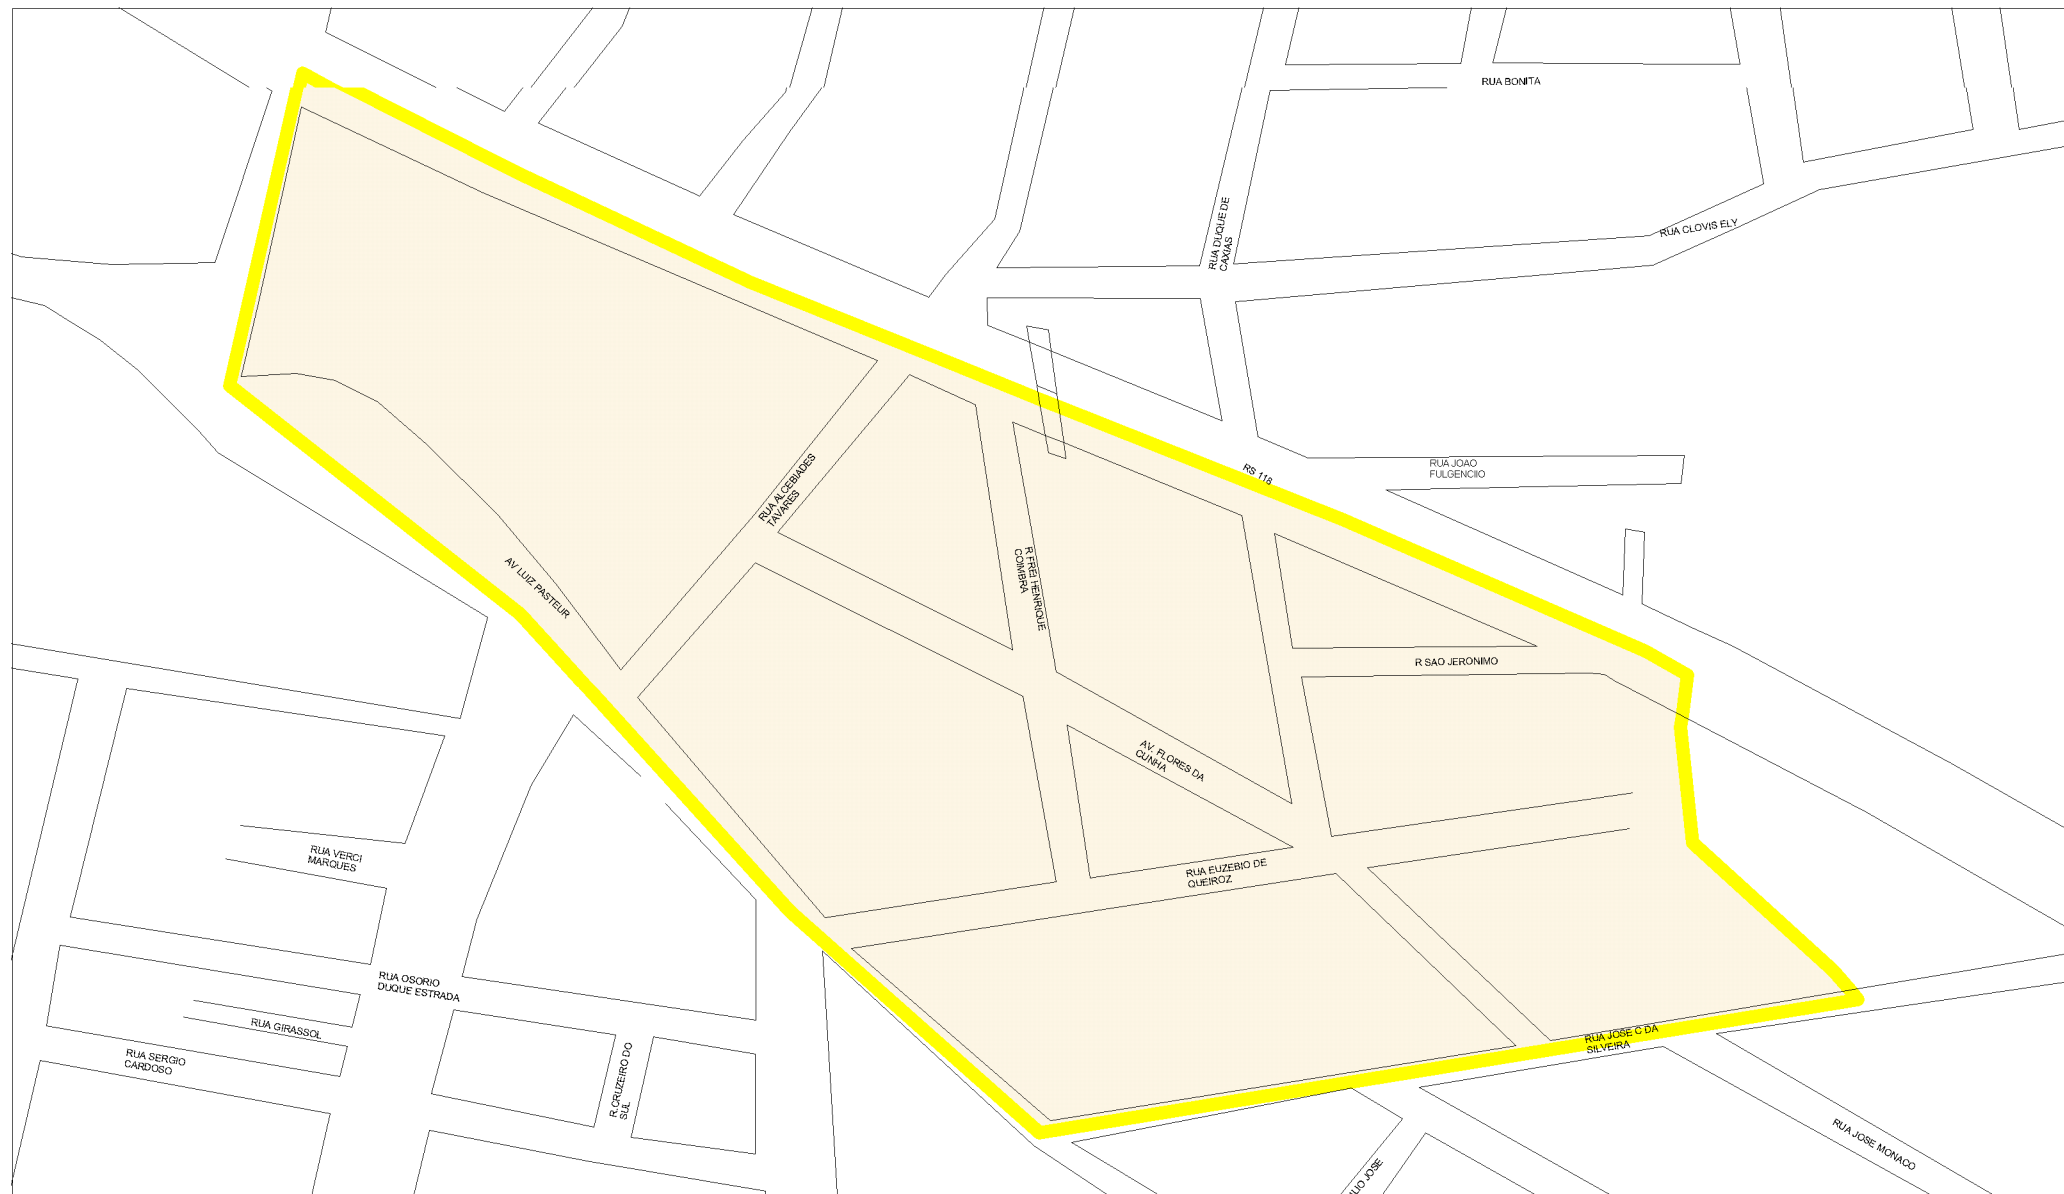 RUA BONITA
RUA DUQUE DE
CAXIAS
RUA CLOVIS ELY
RUA JOAO
FULGENCIIO
RS 118
RUA ALCEBIADES
TAVARES
R FREI HENRIQUE
COIMBRA
AV LUIZ PASTEUR
R SAO JERONIMO
AV. FLORES DA
CUNHA
RUA EUZEBIO DE
QUEIROZ
RUA VERCI
MARQUES
RUA OSORIO
DUQUE ESTRADA
RUA GIRASSOL
RUA SERGIO
CARDOSO
R. CRUZEIRO DO
SUL
RUA JOSE C DA
SILVEIRA
RUA JOSE MONACO
JOSE